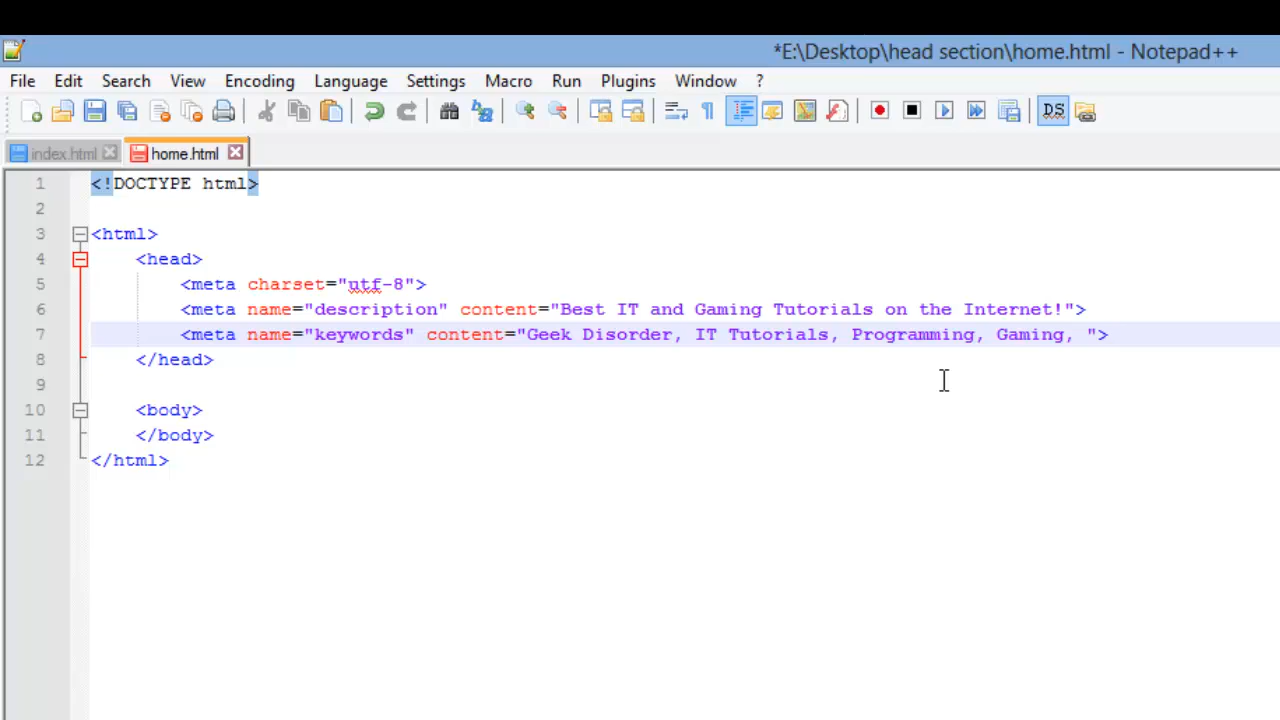 *E:\Desktop\head section\home.html - Notepad++
File Edit Search View Encoding Language Settings Macro Run Plugins Window ?
index.html home.html
1 <!DOCTYPE html>
2
3 <html>
4 <head>
5 <meta charset="utf-8">
6 <meta name="description" content="Best IT and Gaming Tutorials on the Internet!">
7 <meta name="keywords" content="Geek Disorder, IT Tutorials, Programming, Gaming, ">
8 </head>
9
10 <body>
11 </body>
12 </html>